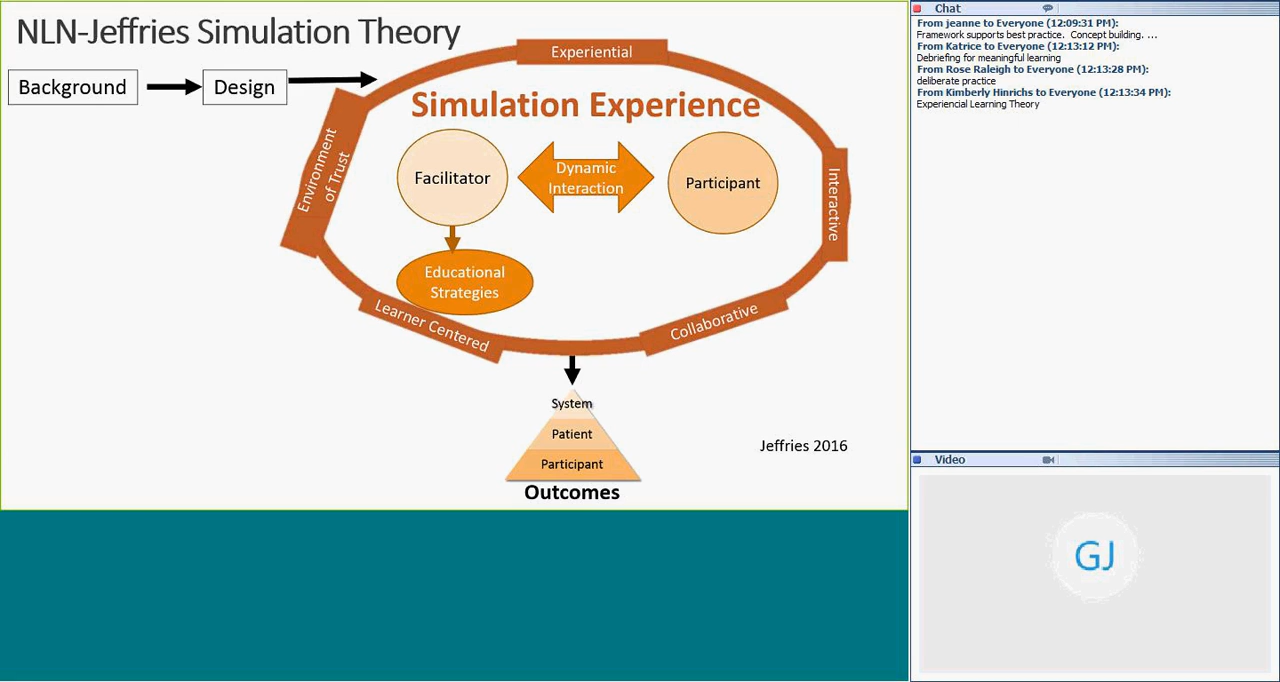 NLN-Jeffries Simulation Theory
Background
Design
Experiential
Simulation Experience
Environment
of Trust
Facilitator
Dynamic
Interaction
Participant
Interactive
Educational
Strategies
Learner Centered
Collaborative
System
Patient
Participant
Outcomes
Jeffries 2016
Chat
From jeanne to Everyone (12:09:31 PM):
Framework supports best practice. Concept building. ...
From Katrice to Everyone (12:13:12 PM):
Debriefing for meaningful learning
From Rose Raleigh to Everyone (12:13:28 PM):
deliberate practice
From Kimberly Hinrichs to Everyone (12:13:34 PM):
Experiencial Learning Theory
Video
GJ